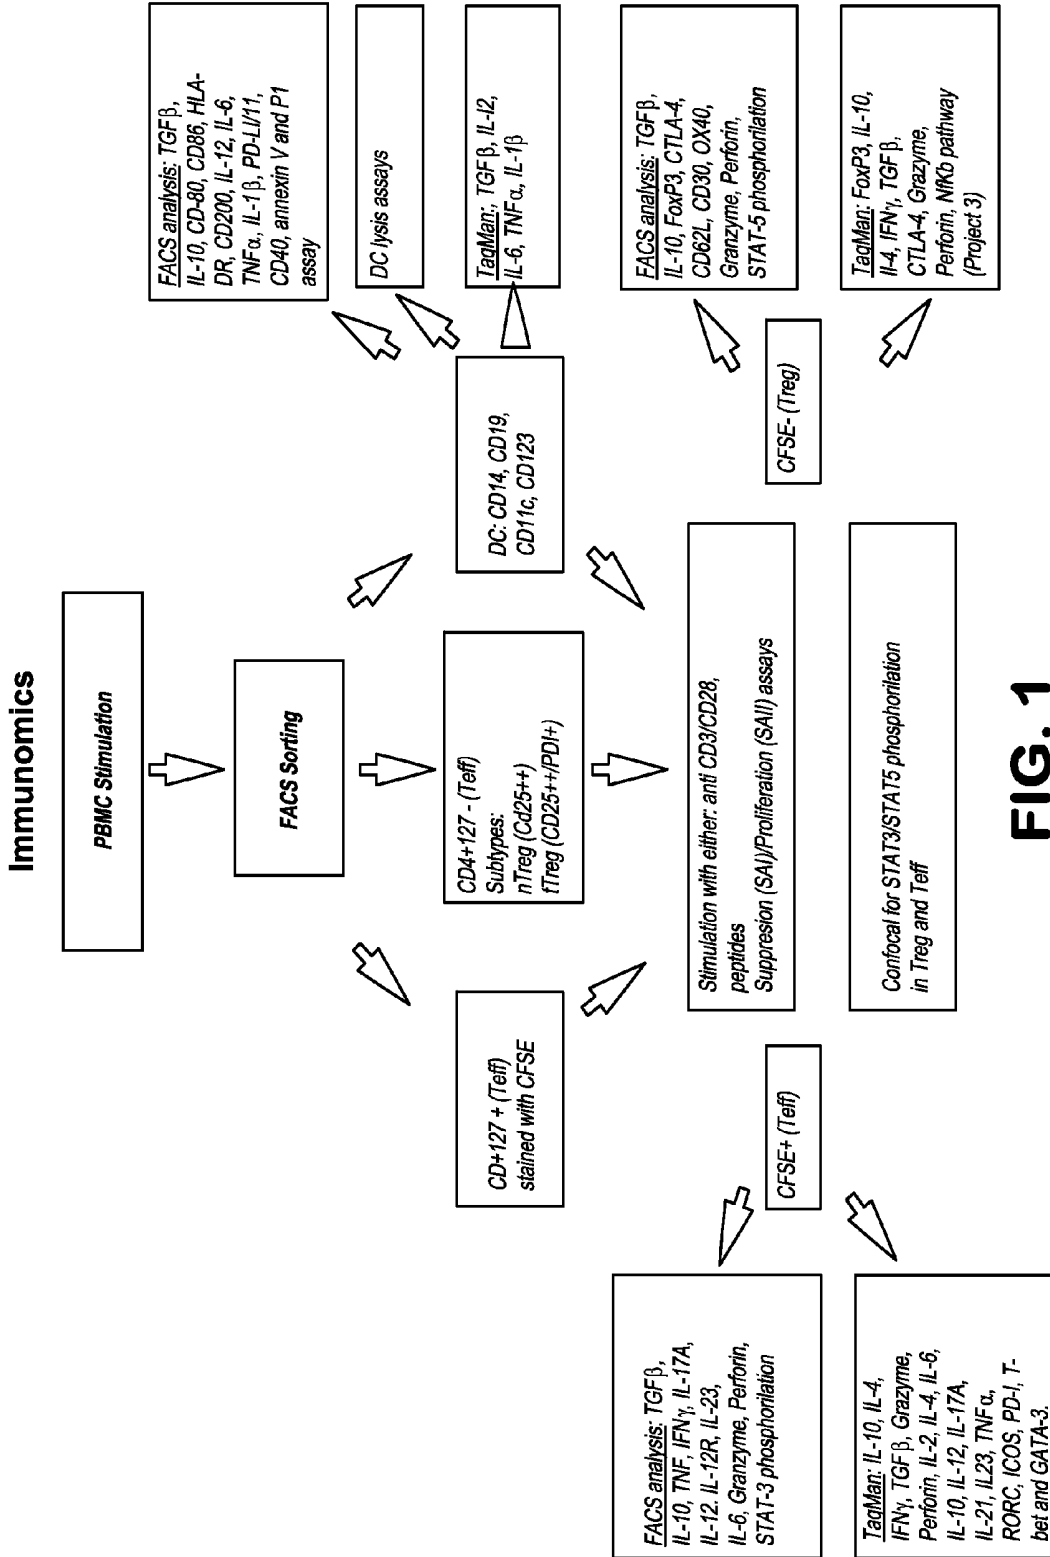 Immunomics
PBMC Stimulation
FACS Sorting
CD+127 + (Teff)
stained with CFSE
CD4+127 - (Teff)
Subtypes:
nTreg (Cd25++)
tTreg (CD25++/PDI+)
DC: CD14, CD19,
CD11c, CD123
FACS analysis: TGFβ,
IL-10, CD-80, CD86, HLA-
DR, CD200, IL-12, IL-6,
TNFα, IL-1β, PD-LI/11,
CD40, annexin V and P1
assay
DC lysis assays
TaqMan:, TGFβ, IL-I2,
IL-6, TNFα, IL-1β
Stimulation with either: anti CD3/CD28,
peptides
Suppresion (SAI)/Proliferation (SAII) assays
Confocal for STAT3/STAT5 phosphorilation
in Treg and Teff
CFSE+ (Teff)
FACS analysis: TGFβ,
IL-10, TNF, IFNγ, IL-17A,
IL-12. IL-12R, IL-23,
IL-6, Granzyme, Perforin,
STAT-3 phosphorilation
TaqMan: IL-10, IL-4,
IFNγ, TGFβ, Grazyme,
Perforin, IL-2, IL-4, IL-6,
IL-10, IL-12, IL-17A,
IL-21, IL23, TNFα,
RORC, ICOS, PD-I, T-
bet and GATA-3.
CFSE- (Treg)
FACS analysis: TGFβ,
IL-10, FoxP3, CTLA-4,
CD62L, CD30, OX40,
Granzyme, Perforin,
STAT-5 phosphorilation
TaqMan: FoxP3, IL-10,
Il-4, IFNγ, TGFβ,
CTLA-4, Grazyme,
Perforin, NfKb pathway
(Project 3)
FIG. 1